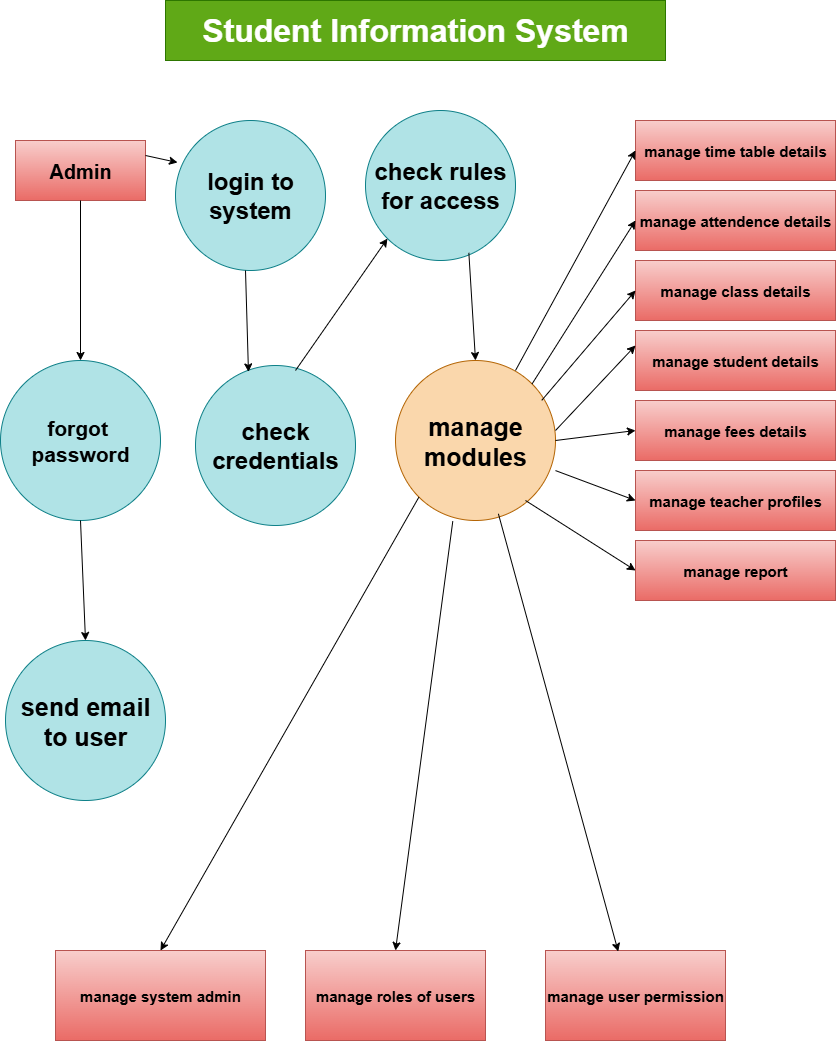 Student Information System
Admin
login to
system
check rules
for access
manage time table details
manage attendence details
manage class details
manage student details
manage fees details
manage teacher profiles
manage report
forgot
password
check
credentials
manage
modules
send email
to user
manage system admin
manage roles of users
manage user permission